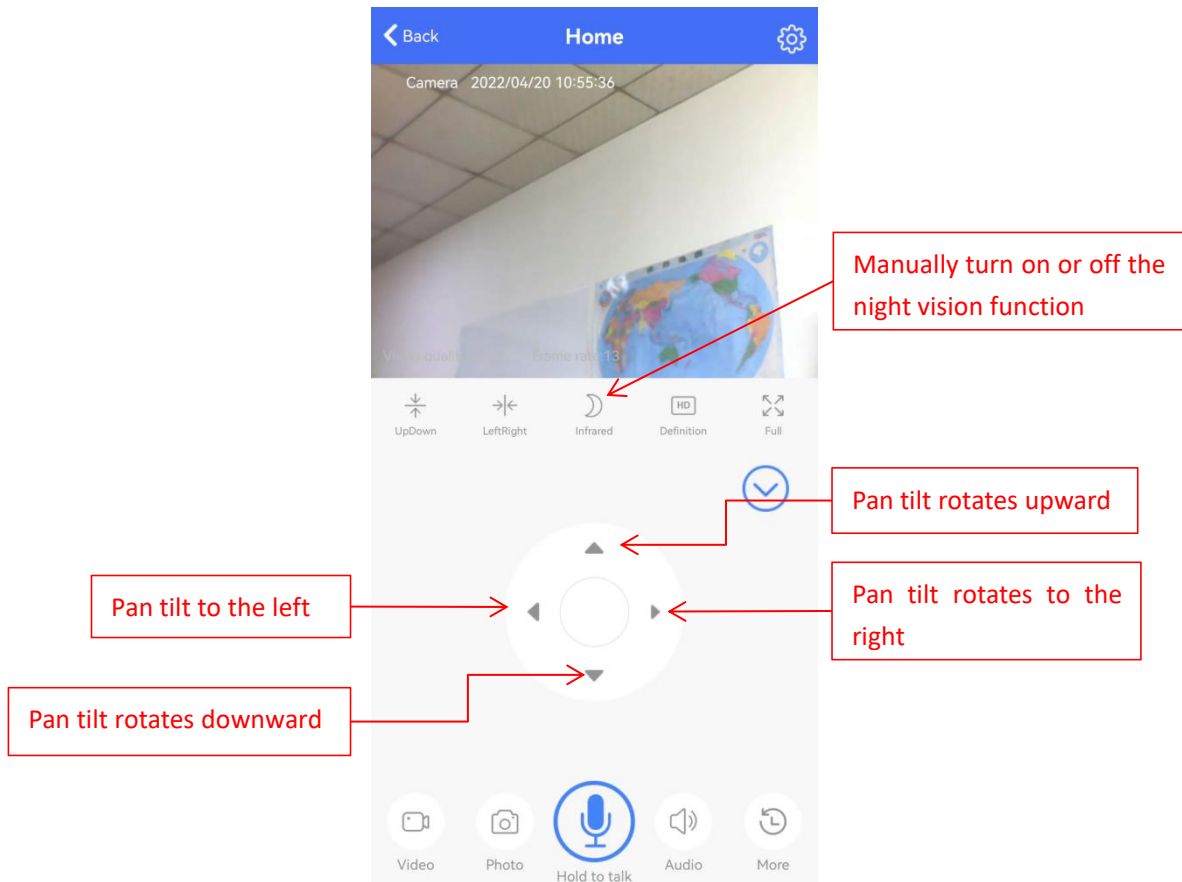 Back
Home
Camera 2022/04/20 10:55:36
Frame rate 13
Manually turn on or off the
night vision function
UpDown
LeftRight
Infrared
HD
Definition
Full
Pan tilt rotates upward
Pan tilt to the left
Pan tilt rotates to the
right
Pan tilt rotates downward
Video
Photo
Hold to talk
Audio
More